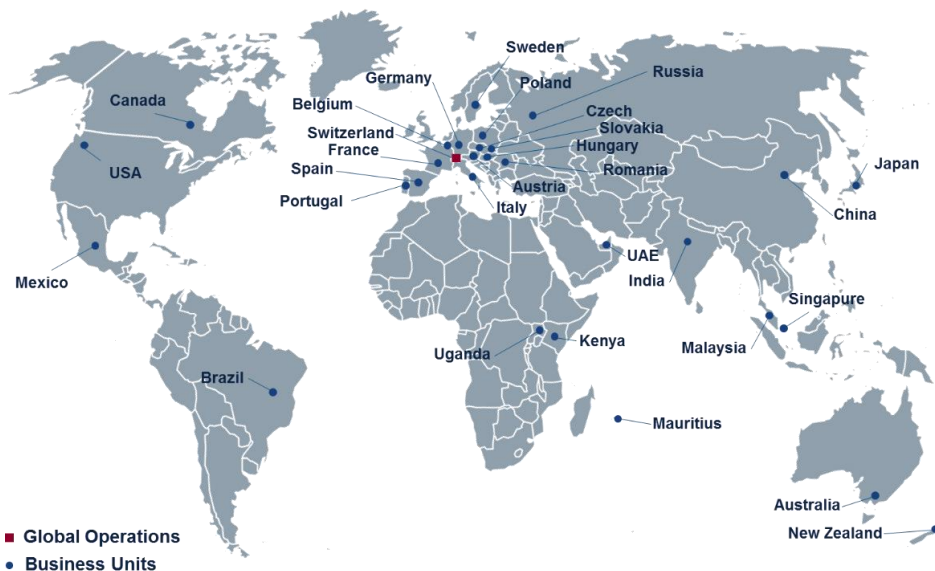 Sweden
Germany
Poland
Russia
Canada
Belgium
Czech
Switzerland
Slovakia
France
Hungary
USA
Spain
Romania
Japan
Austria
Portugal
Italy
China
UAE
Mexico
India
Singapure
Uganda
Kenya
Malaysia
Brazil
Mauritius
Australia
New Zealand
Global Operations
Business Units